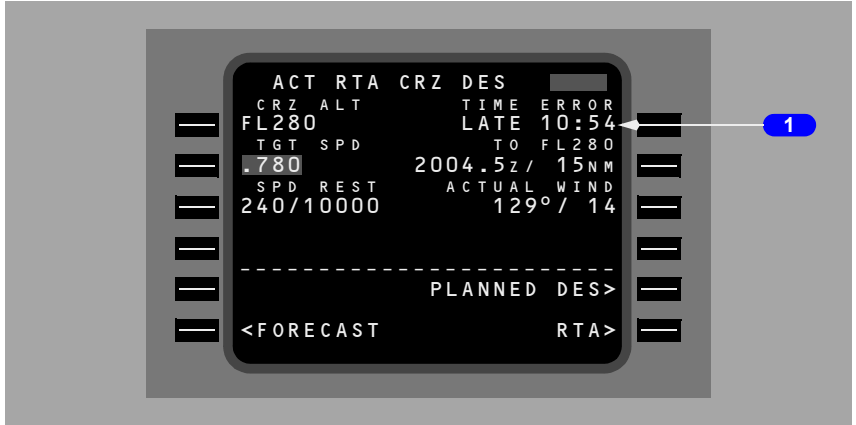 ACT RTA CRZ DES
CRZ ALT TIME ERROR
FL280 LATE 10:54
1
TGT SPD TO FL280
.780 2004.5Z/ 15NM
SPD REST ACTUAL WIND
240/10000 129°/ 14
--------------------------
PLANNED DES>
<FORECAST RTA>